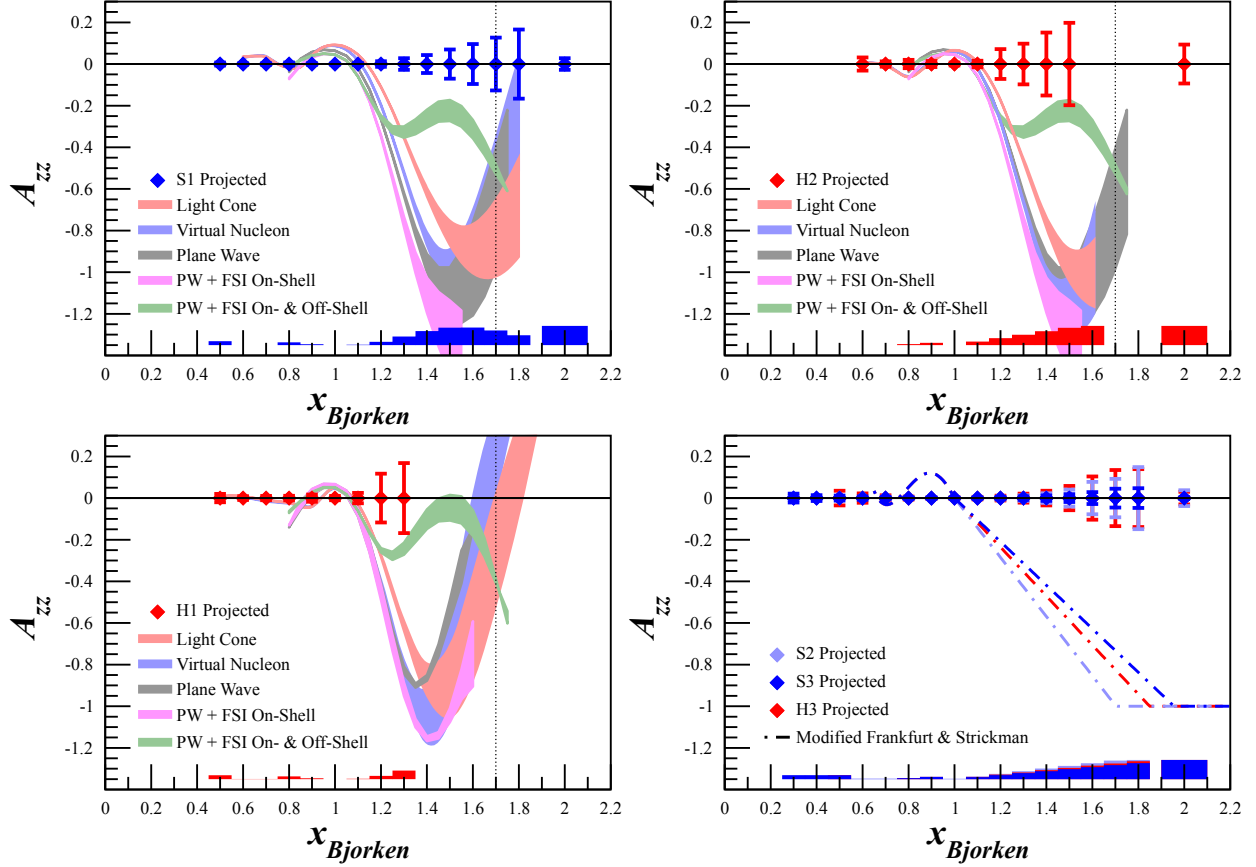 0.2
0
-0.2
-0.4
-0.6
-0.8
-1
-1.2
A_zz
S1 Projected
Light Cone
Virtual Nucleon
Plane Wave
PW + FSI On-Shell
PW + FSI On- & Off-Shell
0 0.2 0.4 0.6 0.8 1 1.2 1.4 1.6 1.8 2 2.2
x_Bjorken
0.2
0
-0.2
-0.4
-0.6
-0.8
-1
-1.2
A_zz
H2 Projected
Light Cone
Virtual Nucleon
Plane Wave
PW + FSI On-Shell
PW + FSI On- & Off-Shell
0 0.2 0.4 0.6 0.8 1 1.2 1.4 1.6 1.8 2 2.2
x_Bjorken
0.2
0
-0.2
-0.4
-0.6
-0.8
-1
-1.2
A_zz
H1 Projected
Light Cone
Virtual Nucleon
Plane Wave
PW + FSI On-Shell
PW + FSI On- & Off-Shell
0 0.2 0.4 0.6 0.8 1 1.2 1.4 1.6 1.8 2 2.2
x_Bjorken
0.2
0
-0.2
-0.4
-0.6
-0.8
-1
-1.2
A_zz
S2 Projected
S3 Projected
H3 Projected
Modified Frankfurt & Strickman
0 0.2 0.4 0.6 0.8 1 1.2 1.4 1.6 1.8 2 2.2
x_Bjorken